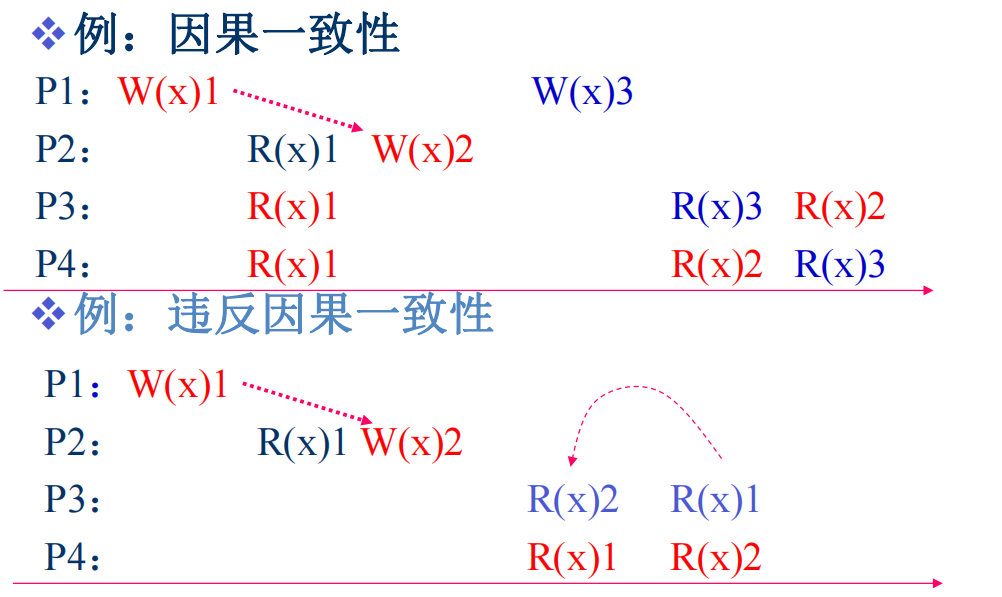 例：因果一致性
P1：W(x)1 W(x)3
P2： R(x)1 W(x)2
P3： R(x)1 R(x)3 R(x)2
P4： R(x)1 R(x)2 R(x)3
例：违反因果一致性
P1：W(x)1
P2： R(x)1 W(x)2
P3： R(x)2 R(x)1
P4： R(x)1 R(x)2